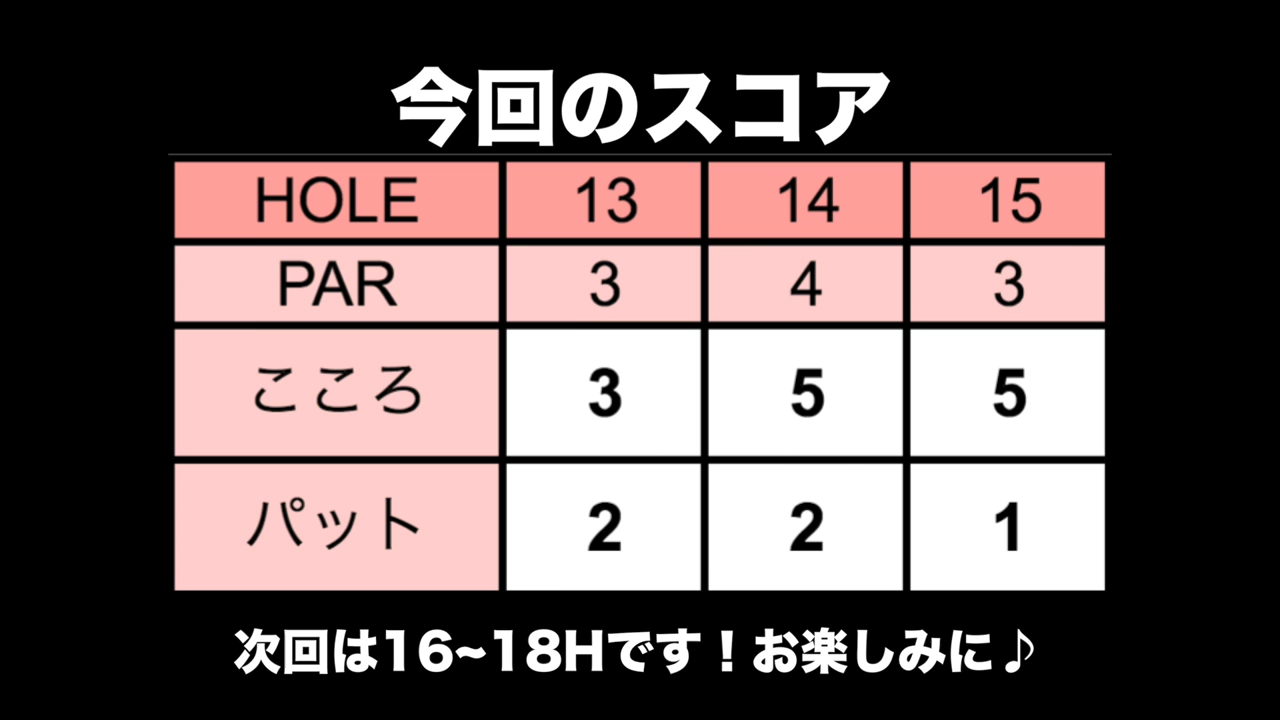 今回のスコア
HOLE 13 14 15
PAR 3 4 3
こころ 3 5 5
パット 2 2 1
次回は16~18Hです！お楽しみに♪